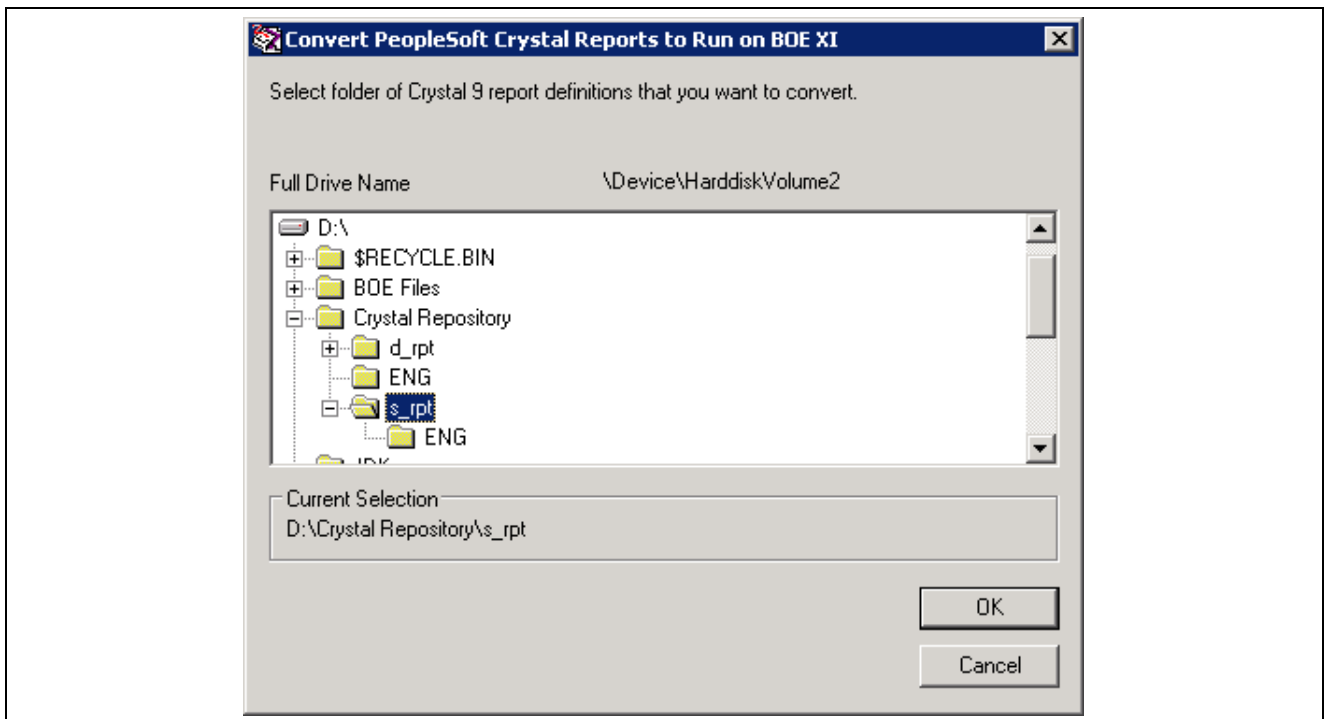 Convert PeopleSoft Crystal Reports to Run on BOE XI
Select folder of Crystal 9 report definitions that you want to convert.
Full Drive Name \Device\HarddiskVolume2
D:\
$RECYCLE.BIN
BOE Files
Crystal Repository
d_rpt
ENG
s_rpt
ENG
Current Selection
D:\Crystal Repository\s_rpt
OK
Cancel